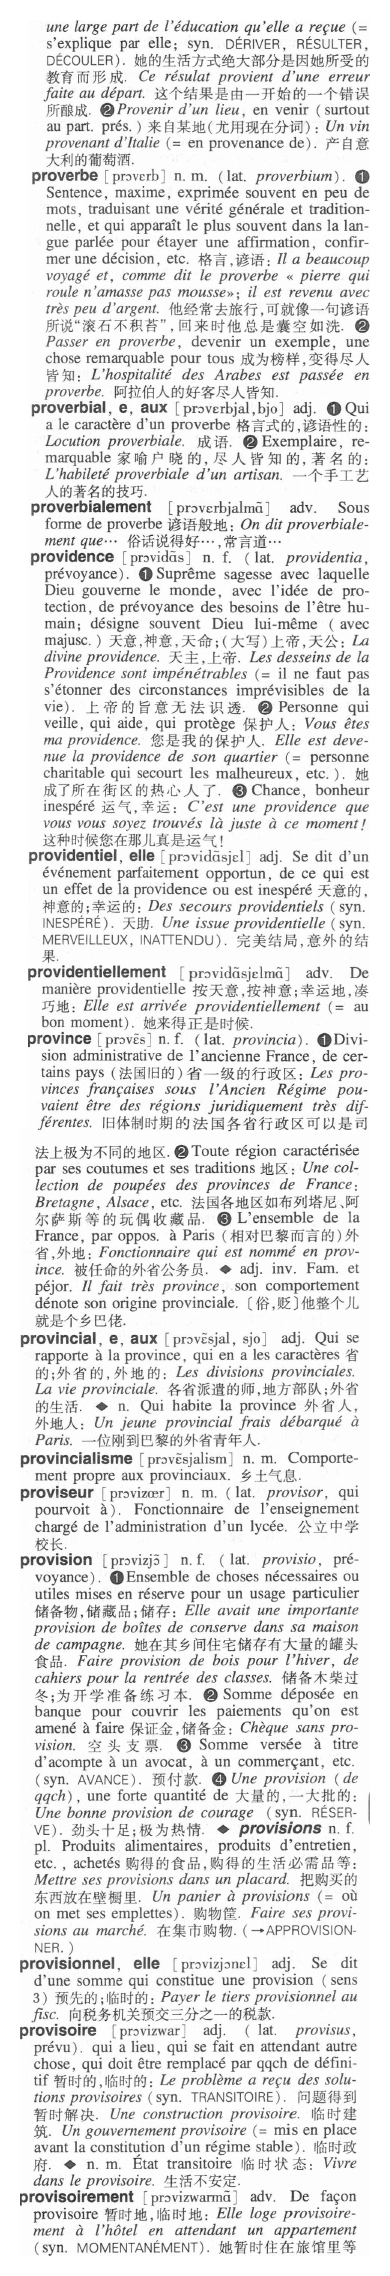 une large part de l'éducation qu'elle a reçue (=
s'explique par elle; syn. DÉRIVER, RÉSULTER,
DÉCOULER). 她的生活方式绝大部分是因她所受的
教育而形成. Ce résulat provient d'une erreur
faite au départ. 这个结果是由一开始的一个错误
所酿成. ❷ Provenir d'un lieu, en venir (surtout
au part. prés.) 来自某地(尤用现在分词): Un vin
provenant d'Italie (= en provenance de). 产自意
大利的葡萄酒.
proverbe [prɔvɛrb] n. m. (lat. proverbium). ❶
Sentence, maxime, exprimée souvent en peu de
mots, traduisant une vérité générale et tradition-
nelle, et qui apparaît le plus souvent dans la lan-
gue parlée pour étayer une affirmation, confir-
mer une décision, etc. 格言,谚语: Il a beaucoup
voyagé et, comme dit le proverbe « pierre qui
roule n'amasse pas mousse»; il est revenu avec
très peu d'argent. 他经常去旅行,可就像一句谚语
所说“滚石不积苔”,回来时他总是囊空如洗. ❷
Passer en proverbe, devenir un exemple, une
chose remarquable pour tous 成为榜样,变得尽人
皆知: L'hospitalité des Arabes est passée en
proverbe. 阿拉伯人的好客尽人皆知.
proverbial, e, aux [prɔvɛrbjal,bjo] adj. ❶ Qui
a le caractère d'un proverbe 格言式的,谚语性的:
Locution proverbiale. 成语. ❷ Exemplaire, re-
marquable 家喻户晓的,尽人皆知的,著名的:
L'habileté proverbiale d'un artisan. 一个手工艺
人的著名的技巧.
proverbialement [prɔvɛrbjalmɑ̃] adv. Sous
forme de proverbe 谚语般地: On dit proverbiale-
ment que… 俗话说得好…,常言道…
providence [prɔvidɑ̃s] n. f. (lat. providentia,
prévoyance). ❶ Suprême sagesse avec laquelle
Dieu gouverne le monde, avec l'idée de pro-
tection, de prévoyance des besoins de l'être hu-
main; désigne souvent Dieu lui-même (avec
majusc.) 天意,神意,天命;(大写)上帝,天公: La
divine providence. 天主,上帝. Les desseins de la
Providence sont impénétrables (= il ne faut pas
s'étonner des circonstances imprévisibles de la
vie). 上帝的旨意无法识透. ❷ Personne qui
veille, qui aide, qui protège 保护人: Vous êtes
ma providence. 您是我的保护人. Elle est deve-
nue la providence de son quartier (= personne
charitable qui secourt les malheureux, etc.). 她
成了所在街区的热心人了. ❸ Chance, bonheur
inespéré 运气,幸运: C'est une providence que
vous vous soyez trouvés là juste à ce moment!
这种时候您在那儿真是运气!
providentiel, elle [prɔvidɑ̃sjɛl] adj. Se dit d'un
événement parfaitement opportun, de ce qui est
un effet de la providence ou est inespéré 天意的,
神意的;幸运的: Des secours providentiels (syn.
INESPÉRÉ). 天助. Une issue providentielle (syn.
MERVEILLEUX, INATTENDU). 完美结局,意外的结
果.
providentiellement [prɔvidɑ̃sjɛlmɑ̃] adv. De
manière providentielle 按天意,按神意;幸运地,凑
巧地: Elle est arrivée providentiellement (= au
bon moment). 她来得正是时候.
province [prɔvɛ̃s] n. f. (lat. provincia). ❶ Divi-
sion administrative de l'ancienne France, de cer-
tains pays (法国旧的)省一级的行政区: Les pro-
vinces françaises sous l'Ancien Régime pou-
vaient être des régions juridiquement très dif-
férentes. 旧体制时期的法国各省行政区可以是司
法上极为不同的地区. ❷ Toute région caractérisée
par ses coutumes et ses traditions 地区: Une col-
lection de poupées des provinces de France:
Bretagne, Alsace, etc. 法国各地区如布列塔尼、阿
尔萨斯等的玩偶收藏品. ❸ L'ensemble de la
France, par oppos. à Paris (相对巴黎而言的)外
省,外地: Fonctionnaire qui est nommé en prov-
ince. 被任命的外省公务员. ◆ adj. inv. Fam. et
péjor. Il fait très province, son comportement
dénote son origine provinciale. 〔俗,贬〕他整个儿
就是个乡巴佬.
provincial, e, aux [prɔvɛ̃sjal, sjo] adj. Qui se
rapporte à la province, qui en a les caractères 省
的;外省的,外地的: Les divisions provinciales.
La vie provinciale. 各省派遣的师,地方部队;外省
的生活. ◆ n. Qui habite la province 外省人,
外地人: Un jeune provincial frais débarqué à
Paris. 一位刚到巴黎的外省青年人.
provincialisme [prɔvɛ̃sjalism] n. m. Comporte-
ment propre aux provinciaux. 乡土气息.
proviseur [prɔvizœr] n. m. (lat. provisor, qui
pourvoit à). Fonctionnaire de l'enseignement
chargé de l'administration d'un lycée. 公立中学
校长.
provision [prɔvizjɔ̃] n. f. (lat. provisio, pré-
voyance). ❶ Ensemble de choses nécessaires ou
utiles mises en réserve pour un usage particulier
储备物,储藏品;储存: Elle avait une importante
provision de boîtes de conserve dans sa maison
de campagne. 她在其乡间住宅储存有大量的罐头
食品. Faire provision de bois pour l'hiver, de
cahiers pour la rentrée des classes. 储备木柴过
冬;为开学准备练习本. ❷ Somme déposée en
banque pour couvrir les paiements qu'on est
amené à faire 保证金,储备金: Chèque sans pro-
vision. 空头支票. ❸ Somme versée à titre
d'acompte à un avocat, à un commerçant, etc.
(syn. AVANCE). 预付款. ❹ Une provision (de
qqch), une forte quantité de 大量的,一大批的:
Une bonne provision de courage (syn. RÉSER-
VE). 劲头十足;极为热情. ◆ provisions n. f.
pl. Produits alimentaires, produits d'entretien,
etc., achetés 购得的食品,购得的生活必需品等:
Mettre ses provisions dans un placard. 把购买的
东西放在壁橱里. Un panier à provisions (= où
on met ses emplettes). 购物筐. Faire ses provi-
sions au marché. 在集市购物. (→APPROVISION-
NER.)
provisionnel, elle [prɔvizjɔnɛl] adj. Se dit
d'une somme qui constitue une provision (sens
3) 预先的;临时的: Payer le tiers provisionnel au
fisc. 向税务机关预交三分之一的税款.
provisoire [prɔvizwar] adj. (lat. provisus,
prévu). qui a lieu, qui se fait en attendant autre
chose, qui doit être remplacé par qqch de défini-
tif 暂时的,临时的: Le problème a reçu des solu-
tions provisoires (syn. TRANSITOIRE). 问题得到
暂时解决. Une construction provisoire. 临时建
筑. Un gouvernement provisoire (= mis en place
avant la constitution d'un régime stable). 临时政
府. ◆ n. m. État transitoire 临时状态: Vivre
dans le provisoire. 生活不安定.
provisoirement [prɔvizwarmɑ̃] adv. De façon
provisoire 暂时地,临时地: Elle loge provisoire-
ment à l'hôtel en attendant un appartement
(syn. MOMENTANÉMENT). 她暂时住在旅馆里等